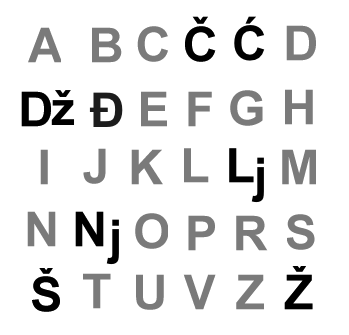 A B C Č Ć D
Dž Đ E F G H
I J K L Lj M
N Nj O P R S
Š T U V Z Ž